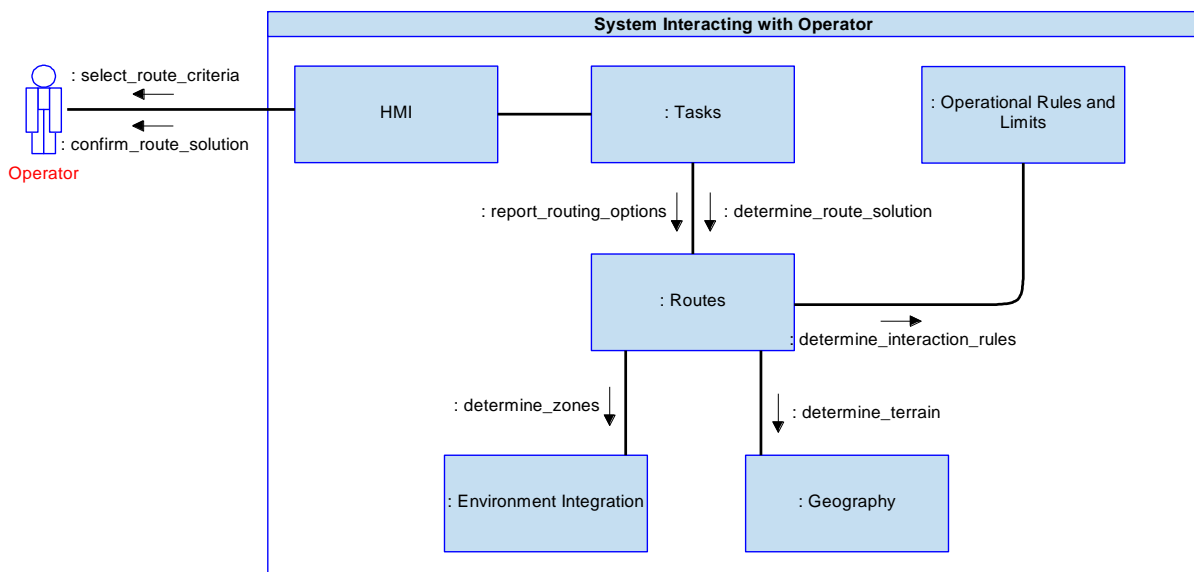 System Interacting with Operator
: select_route_criteria
: confirm_route_solution
Operator
HMI
: Tasks
: Operational Rules and
Limits
: report_routing_options
: determine_route_solution
: Routes
: determine_interaction_rules
: determine_zones
: determine_terrain
: Environment Integration
: Geography